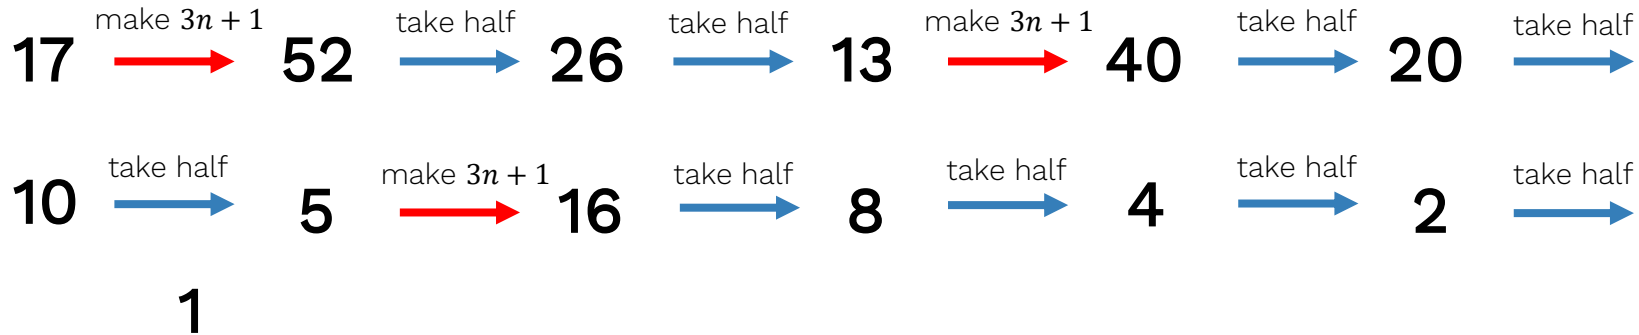 make 3n + 1 take half take half make 3n + 1 take half take half
17 52 26 13 40 20
take half make 3n + 1 take half take half take half take half
10 5 16 8 4 2
1